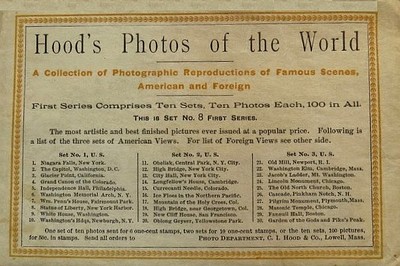 Hood's Photos of the World
A Collection of Photographic Reproductions of Famous Scenes,
American and Foreign
First Series Comprises Ten Sets, Ten Photos Each, 100 in All.
THIS IS SET NO. 8 FIRST SERIES.
The most artistic and best finished pictures ever issued at a popular price. Following is
a list of the three sets of American Views. For list of Foreign Views see other side.
Set No. 1, U. S.
1. Niagara Falls, New York.
2. The Capitol, Washington, D. C.
3. Glacier Point, California.
4. Grand Canon of the Colorado.
5. Independence Hall, Philadelphia.
6. Washington Memorial Arch, N. Y.
7. Wm. Penn's House, Fairmount Park.
8. Statue of Liberty, New York Harbor.
9. White House, Washington.
10. Washington's Hdqs., Newburgh, N. Y.
Set No. 2, U. S.
11. Obelisk, Central Park, N. Y. City.
12. High Bridge, New York City.
13. City Hall, New York City.
14. Longfellow's House, Cambridge.
15. Currecanti Needle, Colorado.
16. Ice Floes in the Northern Pacific.
17. Mountain of the Holy Cross, Col.
18. High Bridge, near Georgetown, Col.
19. New Cliff House, San Francisco.
20. Oblong Geyser, Yellowstone Park.
Set No. 3, U. S.
21. Old Mill, Newport, R. I.
22. Washington Elm, Cambridge, Mass.
23. Jacob's Ladder, Mt. Washington.
24. Lincoln Monument, Chicago.
25. The Old North Church, Boston.
26. Cascade, Pinkham Notch, N. H.
27. Pilgrim Monument, Plymouth, Mass.
28. Masonic Temple, Chicago.
29. Faneuil Hall, Boston.
30. Garden of the Gods and Pike's Peak.
One set of ten photos sent for 6 one-cent stamps, two sets for 10 one-cent stamps, or the ten sets, 100 pictures,
for 50c. in stamps. Send all orders to PHOTO DEPARTMENT, C. I. HOOD & CO., Lowell, Mass.